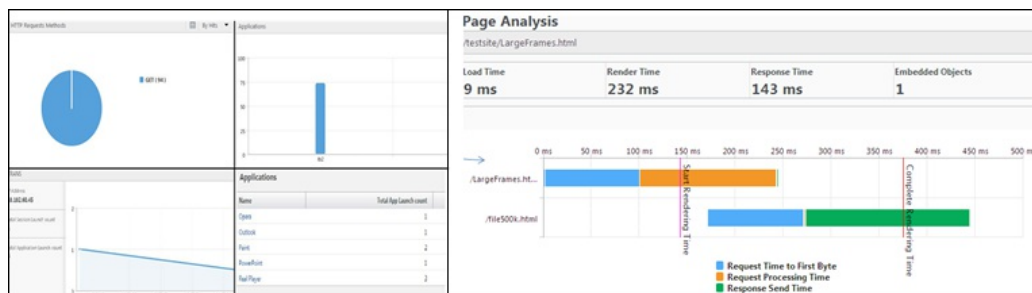 HTTP Requests Methods
By Hits
GET ( 94 )
Applications
100
75
50
25
0
Applications
Name Total App Launch count
Opera 1
Outlook 1
Paint 2
PowerPoint 1
Real Player 2
Page Analysis
/testsite/LargeFrames.html
Load Time Render Time Response Time Embedded Objects
9 ms 232 ms 143 ms 1
0 ms 50 ms 100 ms 150 ms 200 ms 250 ms 300 ms 350 ms 400 ms 450 ms 500 m
/LargeFrames.ht...
/file500k.html
Start Rendering Time
Complete Rendering Time
Request Time to First Byte
Request Processing Time
Response Send Time